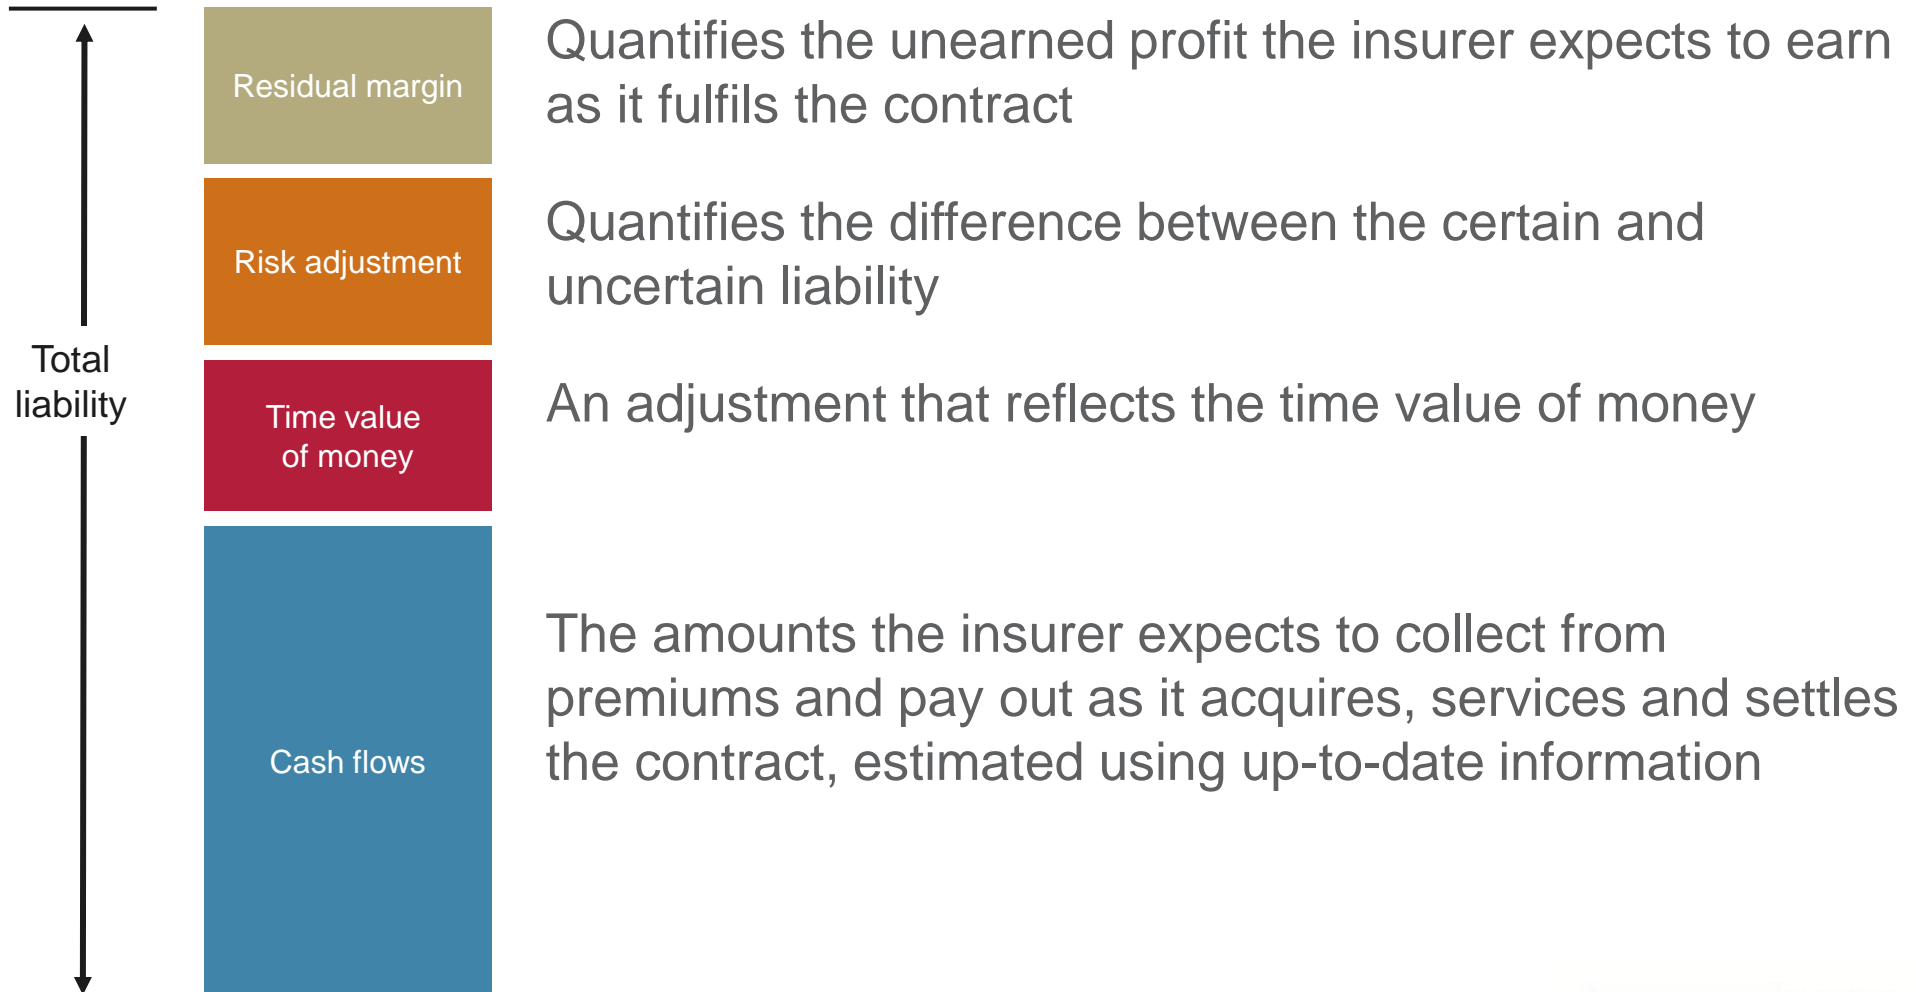 Residual margin
Quantifies the unearned profit the insurer expects to earn
as it fulfils the contract
Risk adjustment
Quantifies the difference between the certain and
uncertain liability
Total
liability
Time value
of money
An adjustment that reflects the time value of money
Cash flows
The amounts the insurer expects to collect from
premiums and pay out as it acquires, services and settles
the contract, estimated using up-to-date information